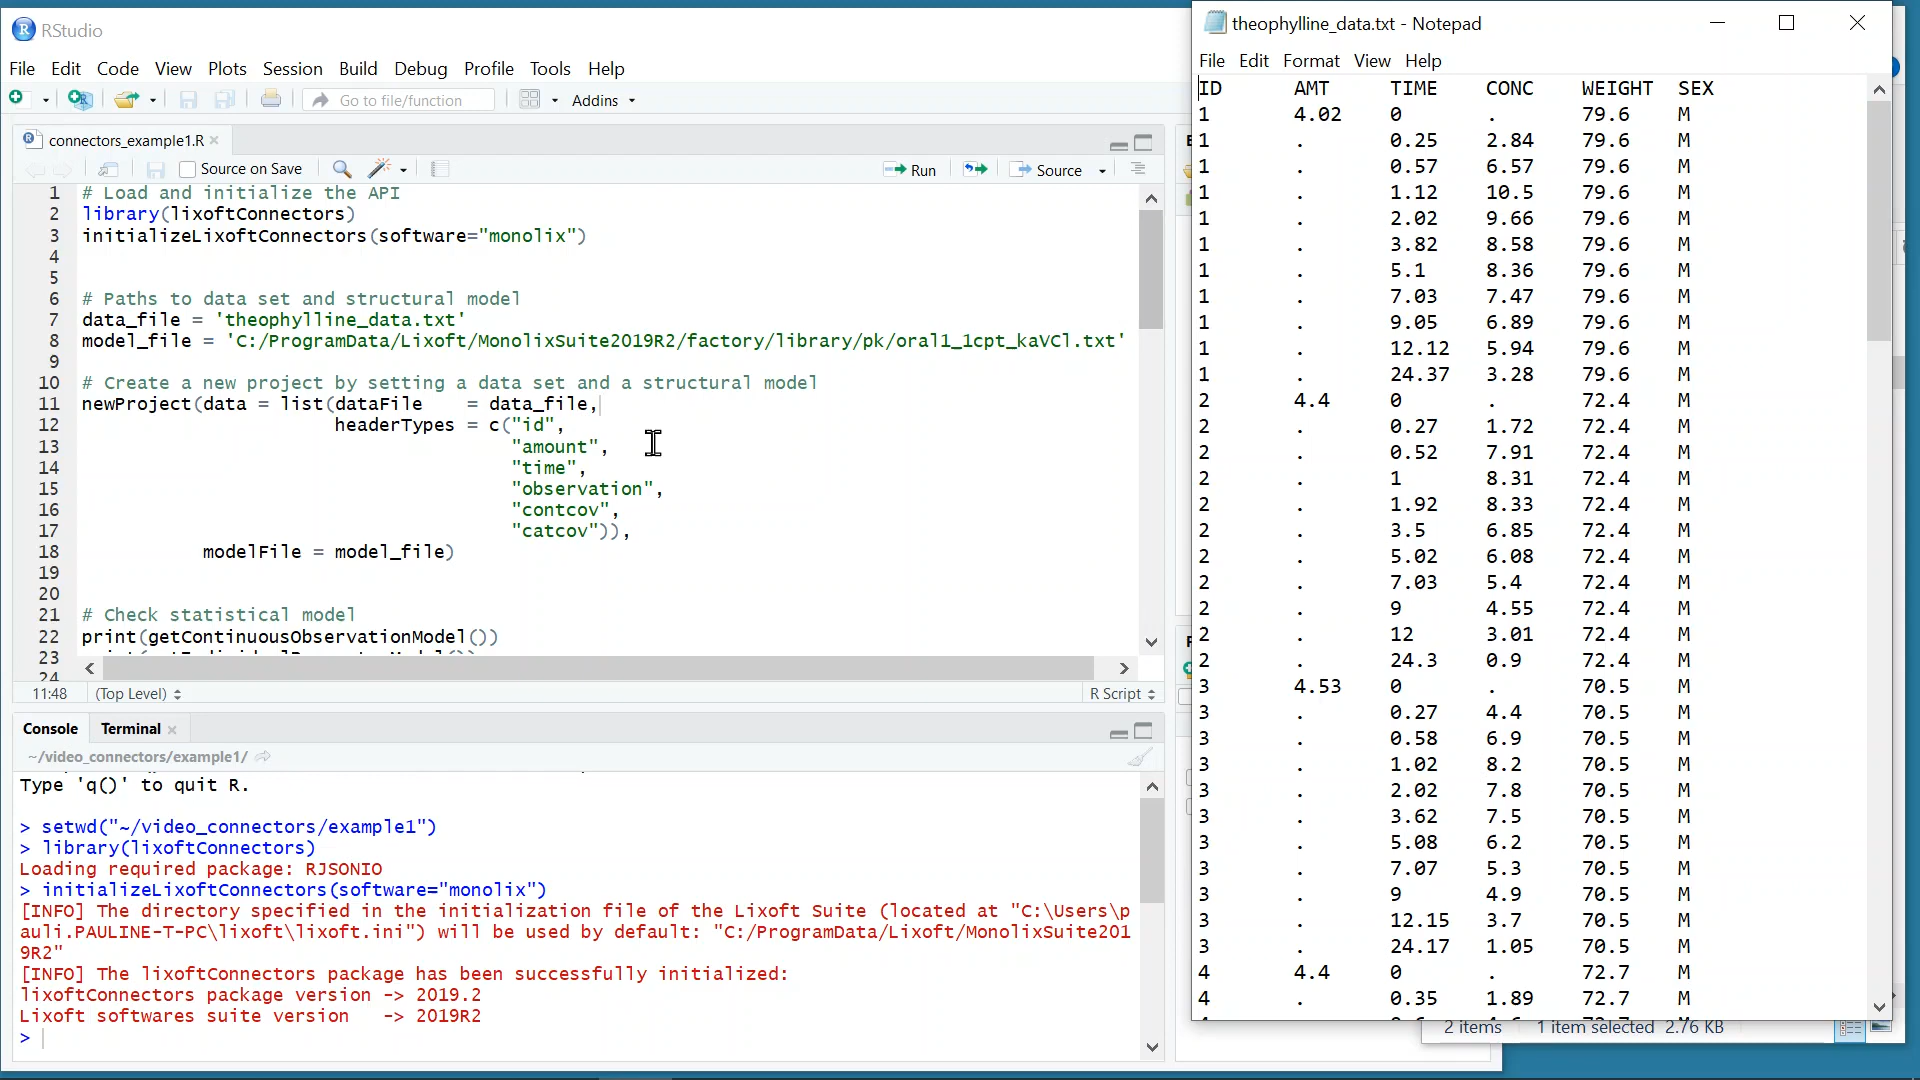 RStudio
File Edit Code View Plots Session Build Debug Profile Tools Help
Go to file/function Addins
connectors_example1.R
Source on Save Run Source
1 # Load and initialize the API
2 library(lixoftConnectors)
3 initializeLixoftConnectors(software="monolix")
4
5
6 # Paths to data set and structural model
7 data_file = 'theophylline_data.txt'
8 model_file = 'C:/ProgramData/Lixoft/MonolixSuite2019R2/factory/library/pk/oral1_1cpt_kaVCl.txt'
9
10 # Create a new project by setting a data set and a structural model
11 newProject(data = list(dataFile = data_file,
12 headerTypes = c("id",
13 "amount",
14 "time",
15 "observation",
16 "contcov",
17 "catcov")),
18 modelFile = model_file)
19
20
21 # Check statistical model
22 print(getContinuousObservationModel())
23
24
11:48 (Top Level) R Script
Console Terminal
~/video_connectors/example1/
Type 'q()' to quit R.
> setwd("~/video_connectors/example1")
> library(lixoftConnectors)
Loading required package: RJSONIO
> initializeLixoftConnectors(software="monolix")
[INFO] The directory specified in the initialization file of the Lixoft Suite (located at "C:\Users\p
auli.PAULINE-T-PC\lixoft\lixoft.ini") will be used by default: "C:/ProgramData/Lixoft/MonolixSuite201
9R2"
[INFO] The lixoftConnectors package has been successfully initialized:
lixoftConnectors package version -> 2019.2
Lixoft softwares suite version -> 2019R2
>
theophylline_data.txt - Notepad
File Edit Format View Help
ID AMT TIME CONC WEIGHT SEX
1 4.02 0 . 79.6 M
1 . 0.25 2.84 79.6 M
1 . 0.57 6.57 79.6 M
1 . 1.12 10.5 79.6 M
1 . 2.02 9.66 79.6 M
1 . 3.82 8.58 79.6 M
1 . 5.1 8.36 79.6 M
1 . 7.03 7.47 79.6 M
1 . 9.05 6.89 79.6 M
1 . 12.12 5.94 79.6 M
1 . 24.37 3.28 79.6 M
2 4.4 0 . 72.4 M
2 . 0.27 1.72 72.4 M
2 . 0.52 7.91 72.4 M
2 . 1 8.31 72.4 M
2 . 1.92 8.33 72.4 M
2 . 3.5 6.85 72.4 M
2 . 5.02 6.08 72.4 M
2 . 7.03 5.4 72.4 M
2 . 9 4.55 72.4 M
2 . 12 3.01 72.4 M
2 . 24.3 0.9 72.4 M
3 4.53 0 . 70.5 M
3 . 0.27 4.4 70.5 M
3 . 0.58 6.9 70.5 M
3 . 1.02 8.2 70.5 M
3 . 2.02 7.8 70.5 M
3 . 3.62 7.5 70.5 M
3 . 5.08 6.2 70.5 M
3 . 7.07 5.3 70.5 M
3 . 9 4.9 70.5 M
3 . 12.15 3.7 70.5 M
3 . 24.17 1.05 70.5 M
4 4.4 0 . 72.7 M
4 . 0.35 1.89 72.7 M
2 items 1 item selected 2.76 KB